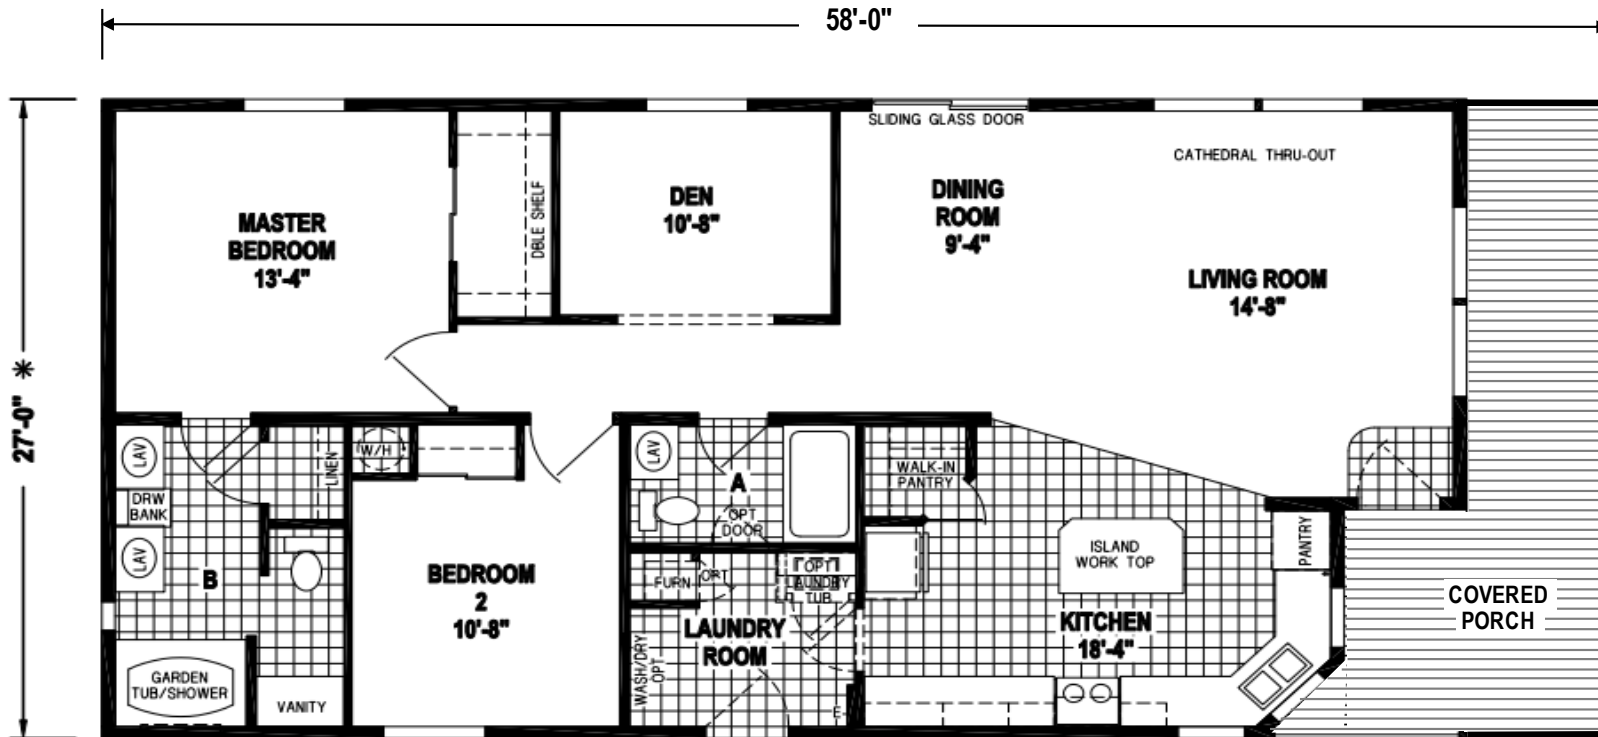 58'-0"
27'-0" *
SLIDING GLASS DOOR
CATHEDRAL THRU-OUT
MASTER
BEDROOM
13'-4"
DBLE SHELF
DEN
10'-8"
DINING
ROOM
9'-4"
LIVING ROOM
14'-8"
LAV
DRW
BANK
LAV
B
LINEN
W/H
GARDEN
TUB/SHOWER
VANITY
BEDROOM
2
10'-8"
LAV
A
OPT
DOOR
FURN
OPT
OPT
LAUNDRY
TUB
LAUNDRY
ROOM
WASH/DRY
OPT
E
WALK-IN
PANTRY
ISLAND
WORK TOP
PANTRY
KITCHEN
18'-4"
COVERED
PORCH